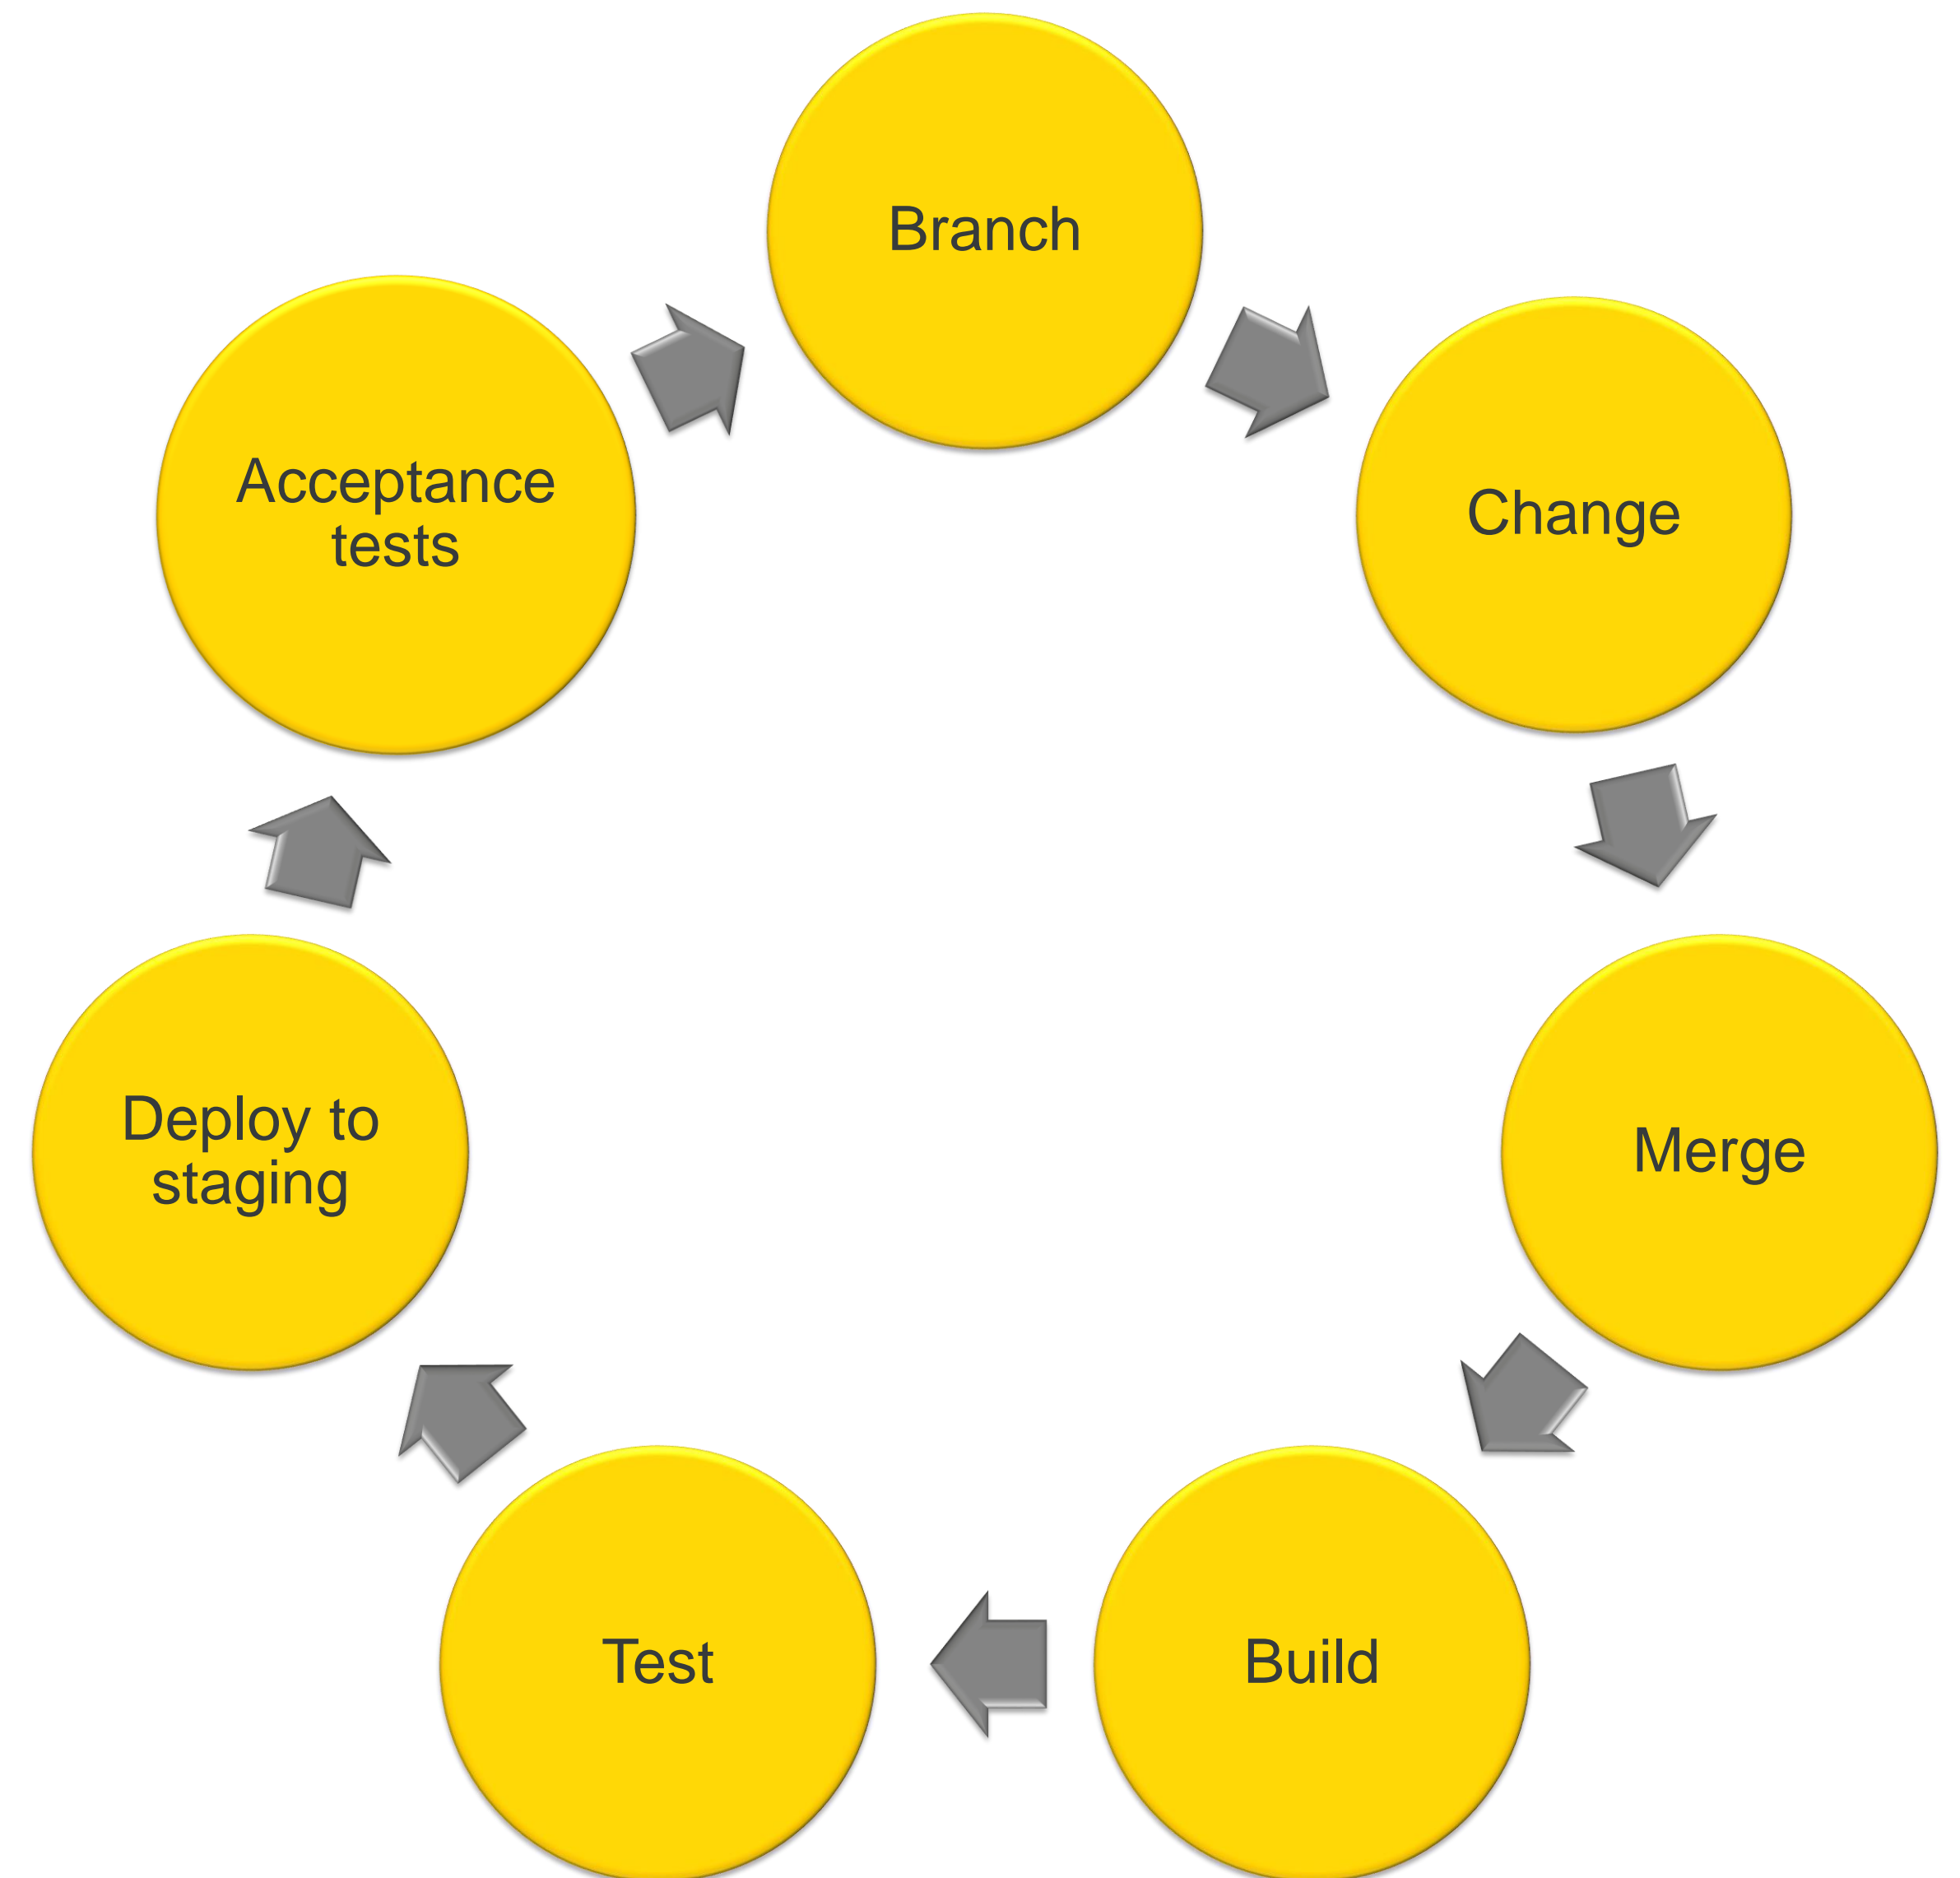 Branch
Change
Merge
Build
Test
Deploy to
staging
Acceptance
tests